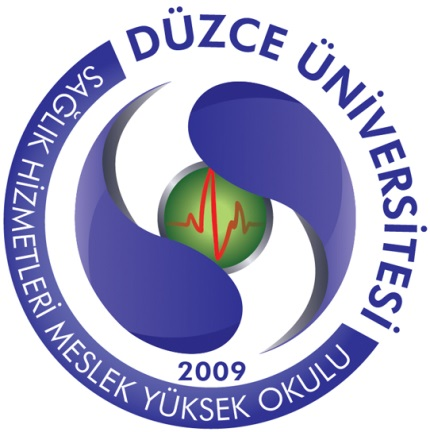 DÜZCE ÜNİVERSİTESİ
SAĞLIK HİZMETLERİ MESLEK YÜKSEK OKULU
2009